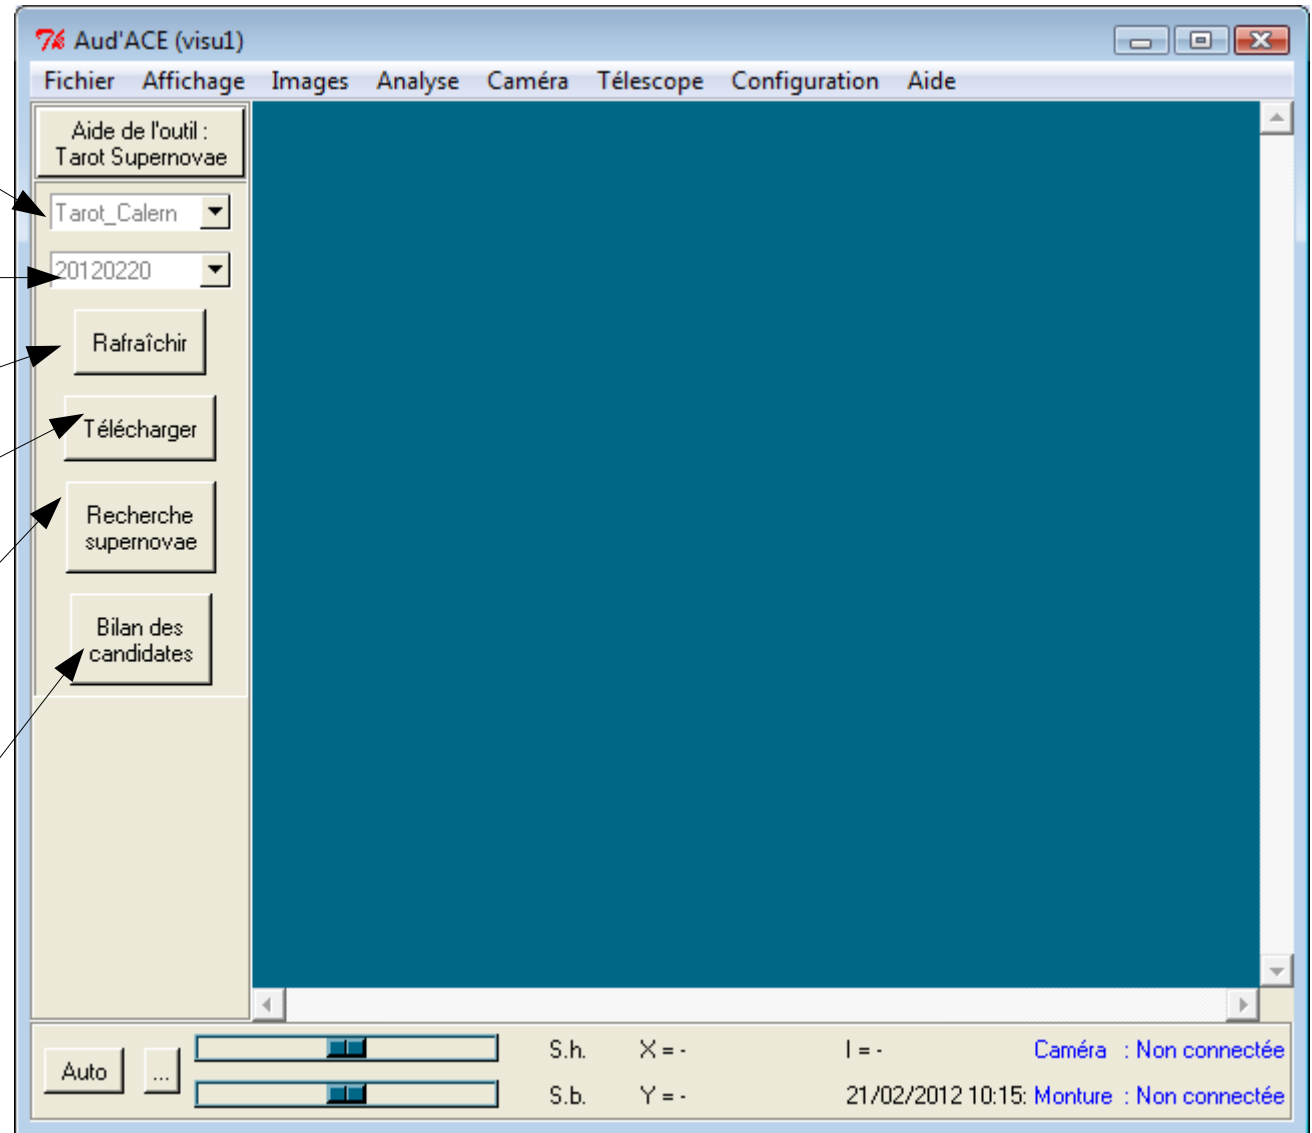 Aud'ACE (visu1)
Fichier Affichage Images Analyse Caméra Télescope Configuration Aide
Aide de l'outil :
Tarot Supernovae
Tarot_Calern
20120220
Rafraîchir
Télécharger
Recherche
supernovae
Bilan des
candidates
Auto ... S.h. X = - I = - Caméra : Non connectée
S.b. Y = - 21/02/2012 10:15: Monture : Non connectée